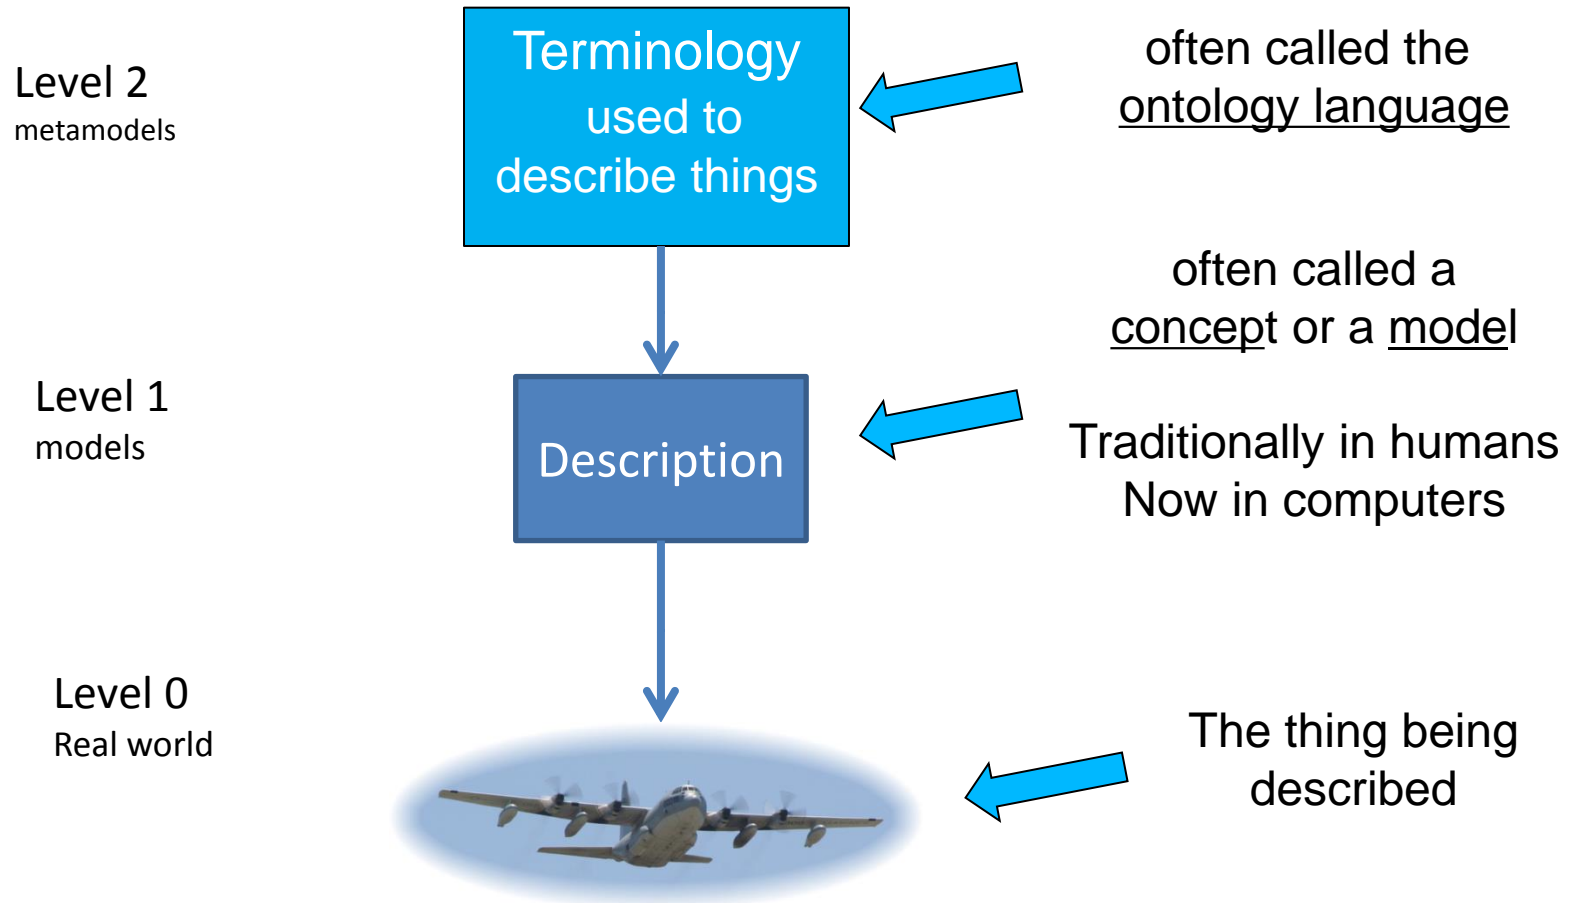 Level 2
metamodels
Terminology
used to
describe things
often called the
ontology language
often called a
concept or a model
Level 1
models
Description
Traditionally in humans
Now in computers
Level 0
Real world
The thing being
described